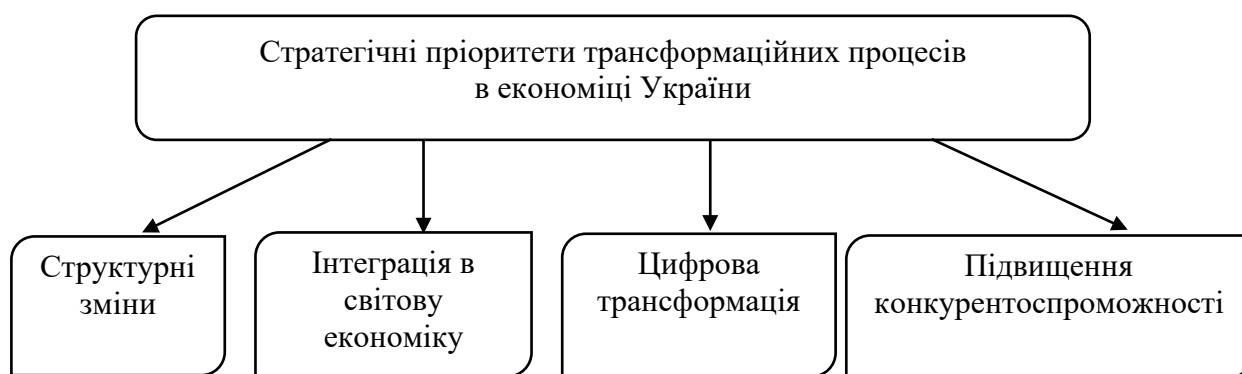 Стратегічні пріоритети трансформаційних процесів
в економіці України
Структурні
зміни
Інтеграція в
світову
економіку
Цифрова
трансформація
Підвищення
конкурентоспроможності